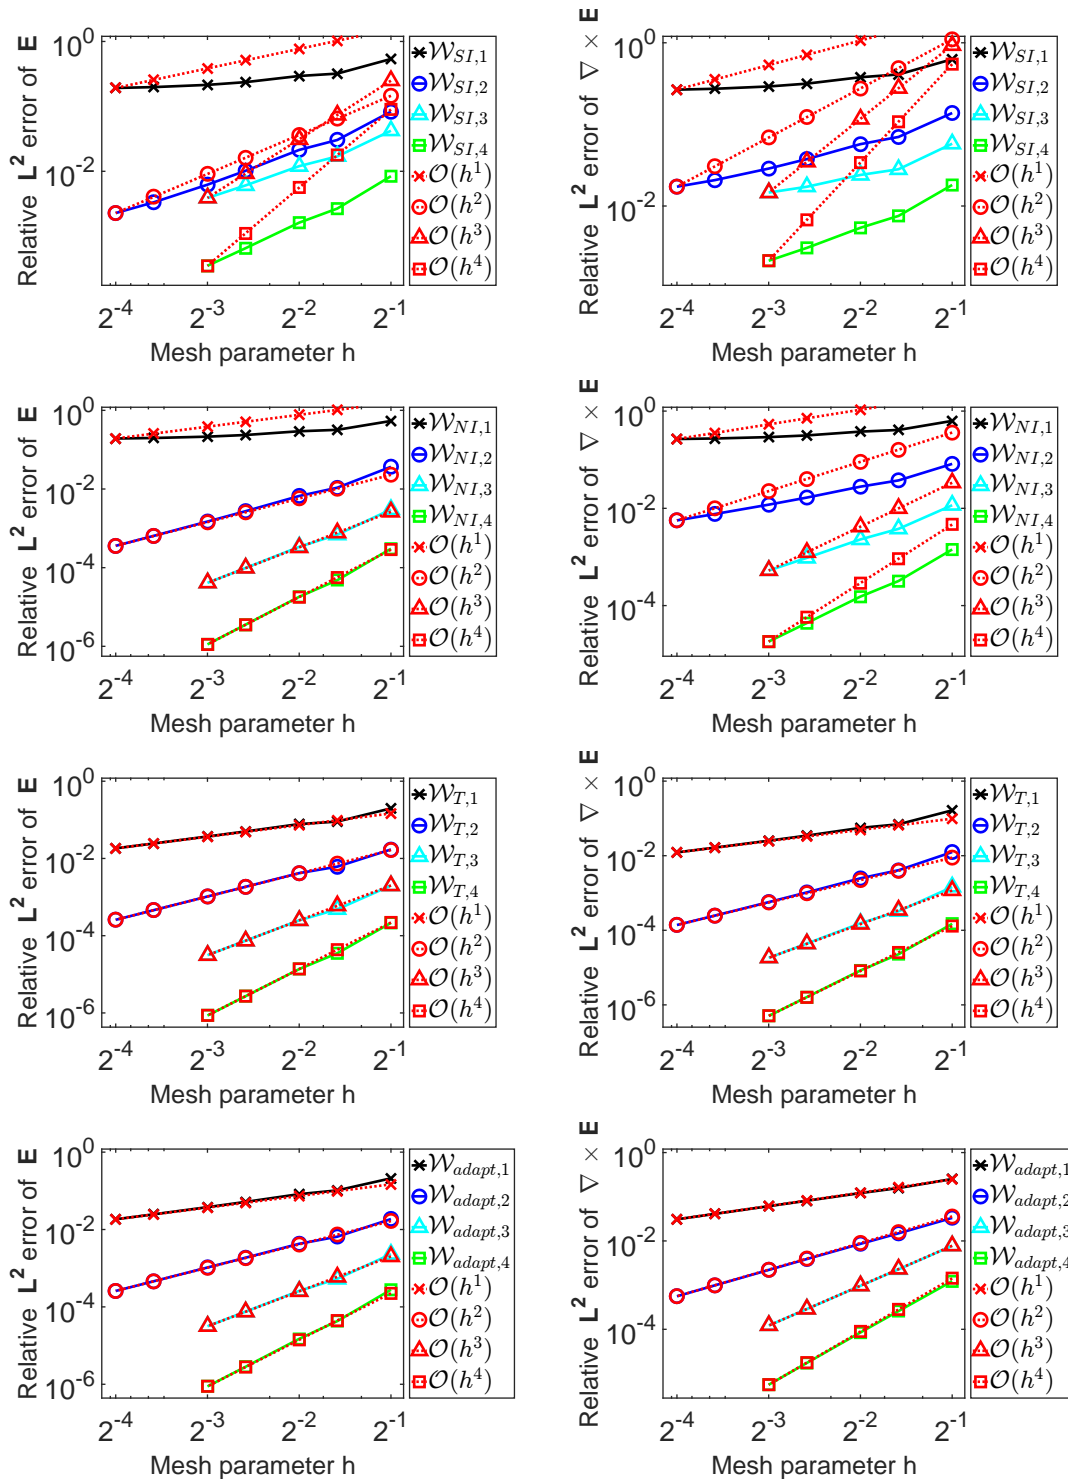 Relative L² error of E
10⁰
10⁻²
2⁻⁴ 2⁻³ 2⁻² 2⁻¹
Mesh parameter h
W_{SI,1}
W_{SI,2}
W_{SI,3}
W_{SI,4}
O(h¹)
O(h²)
O(h³)
O(h⁴)
Relative L² error of ∇ × E
10⁰
10⁻²
2⁻⁴ 2⁻³ 2⁻² 2⁻¹
Mesh parameter h
W_{SI,1}
W_{SI,2}
W_{SI,3}
W_{SI,4}
O(h¹)
O(h²)
O(h³)
O(h⁴)
Relative L² error of E
10⁰
10⁻²
10⁻⁴
10⁻⁶
2⁻⁴ 2⁻³ 2⁻² 2⁻¹
Mesh parameter h
W_{NI,1}
W_{NI,2}
W_{NI,3}
W_{NI,4}
O(h¹)
O(h²)
O(h³)
O(h⁴)
Relative L² error of ∇ × E
10⁰
10⁻²
10⁻⁴
2⁻⁴ 2⁻³ 2⁻² 2⁻¹
Mesh parameter h
W_{NI,1}
W_{NI,2}
W_{NI,3}
W_{NI,4}
O(h¹)
O(h²)
O(h³)
O(h⁴)
Relative L² error of E
10⁰
10⁻²
10⁻⁴
10⁻⁶
2⁻⁴ 2⁻³ 2⁻² 2⁻¹
Mesh parameter h
W_{T,1}
W_{T,2}
W_{T,3}
W_{T,4}
O(h¹)
O(h²)
O(h³)
O(h⁴)
Relative L² error of ∇ × E
10⁰
10⁻²
10⁻⁴
10⁻⁶
2⁻⁴ 2⁻³ 2⁻² 2⁻¹
Mesh parameter h
W_{T,1}
W_{T,2}
W_{T,3}
W_{T,4}
O(h¹)
O(h²)
O(h³)
O(h⁴)
Relative L² error of E
10⁰
10⁻²
10⁻⁴
10⁻⁶
2⁻⁴ 2⁻³ 2⁻² 2⁻¹
Mesh parameter h
W_{adapt,1}
W_{adapt,2}
W_{adapt,3}
W_{adapt,4}
O(h¹)
O(h²)
O(h³)
O(h⁴)
Relative L² error of ∇ × E
10⁰
10⁻²
10⁻⁴
2⁻⁴ 2⁻³ 2⁻² 2⁻¹
Mesh parameter h
W_{adapt,1}
W_{adapt,2}
W_{adapt,3}
W_{adapt,4}
O(h¹)
O(h²)
O(h³)
O(h⁴)